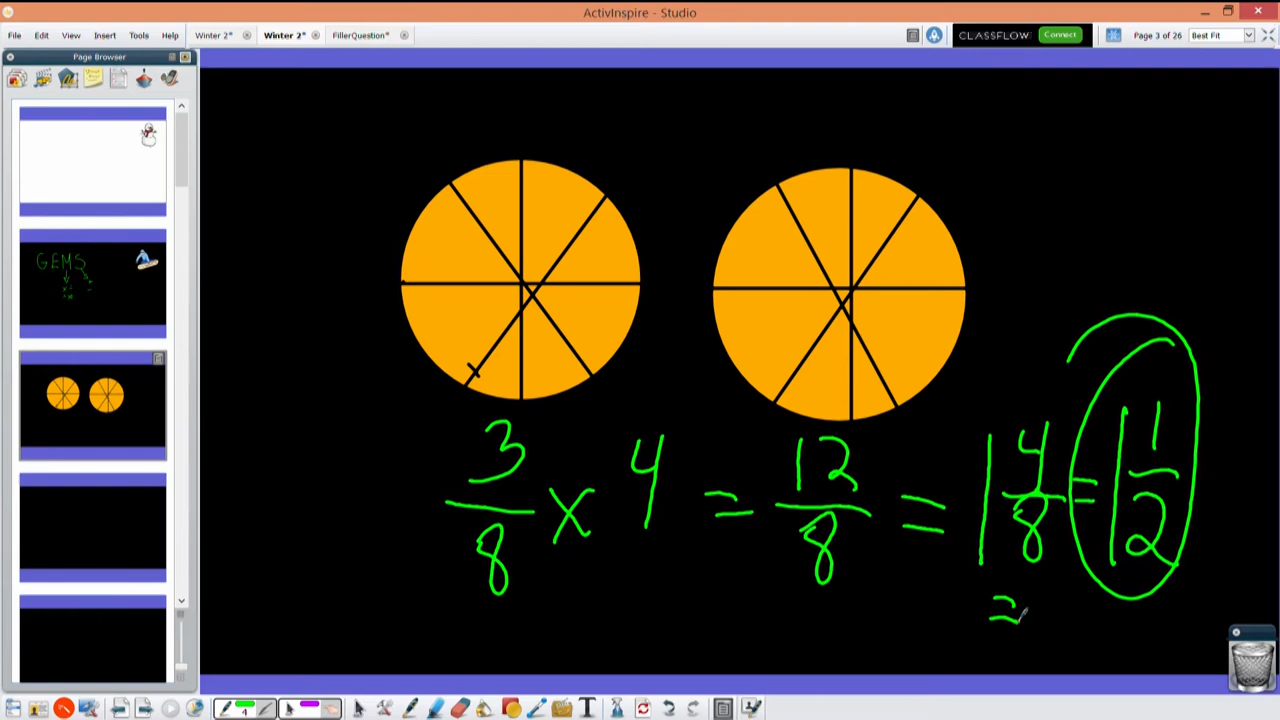 ActivInspire - Studio
File Edit View Insert Tools Help Winter 2* Winter 2* FillerQuestion* CLASSFLOW Connect Page 3 of 26 Best Fit
Page Browser
GEMS
3/8 x 4 = 12/8 = 1 4/8 = 1 1/2
=
4
T